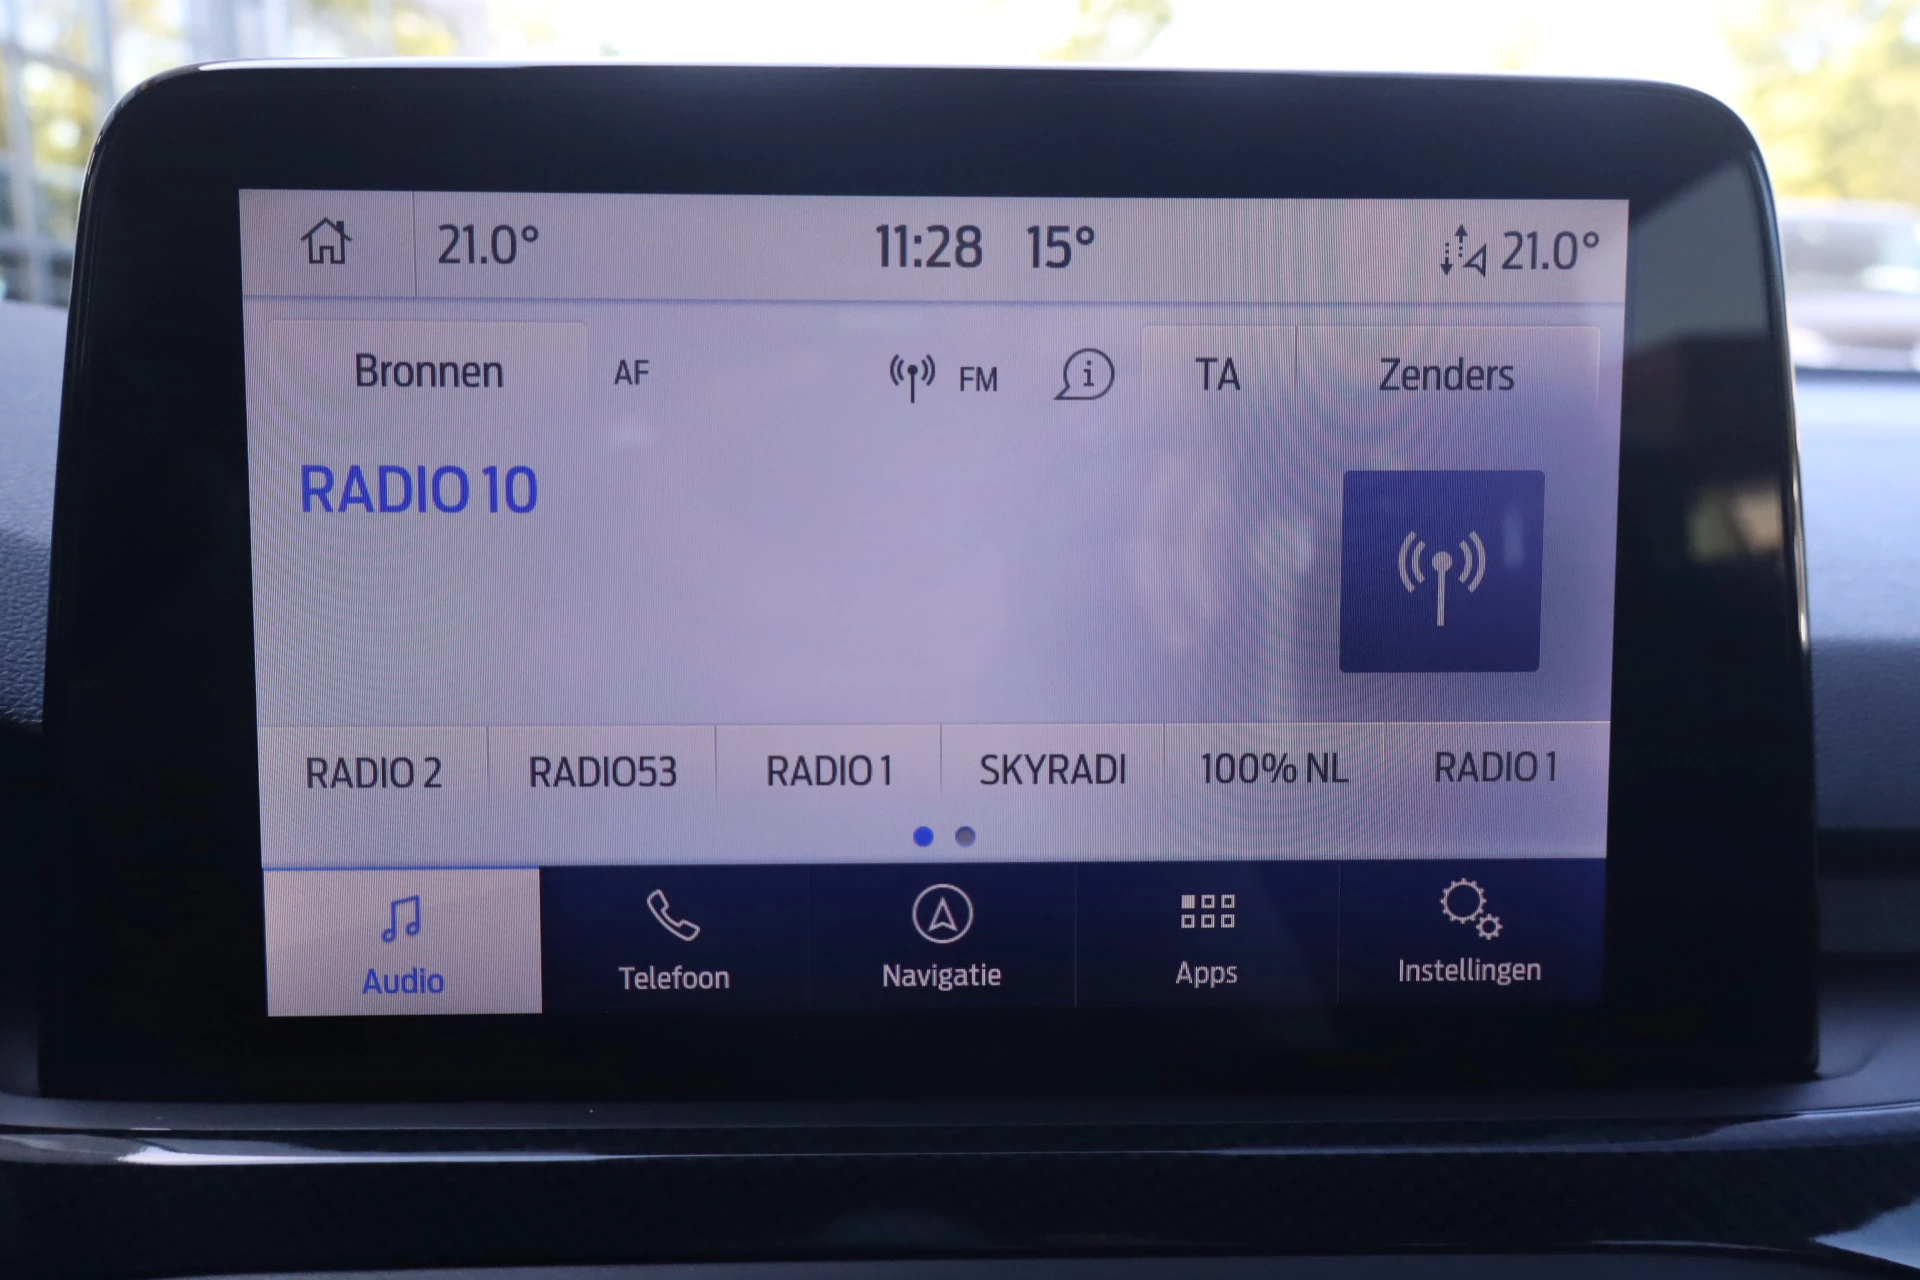 21.0° 11:28 15° 21.0°
Bronnen AF FM TA Zenders
RADIO 10
RADIO 2 RADIO53 RADIO 1 SKYRADI 100% NL RADIO 1
Audio Telefoon Navigatie Apps Instellingen